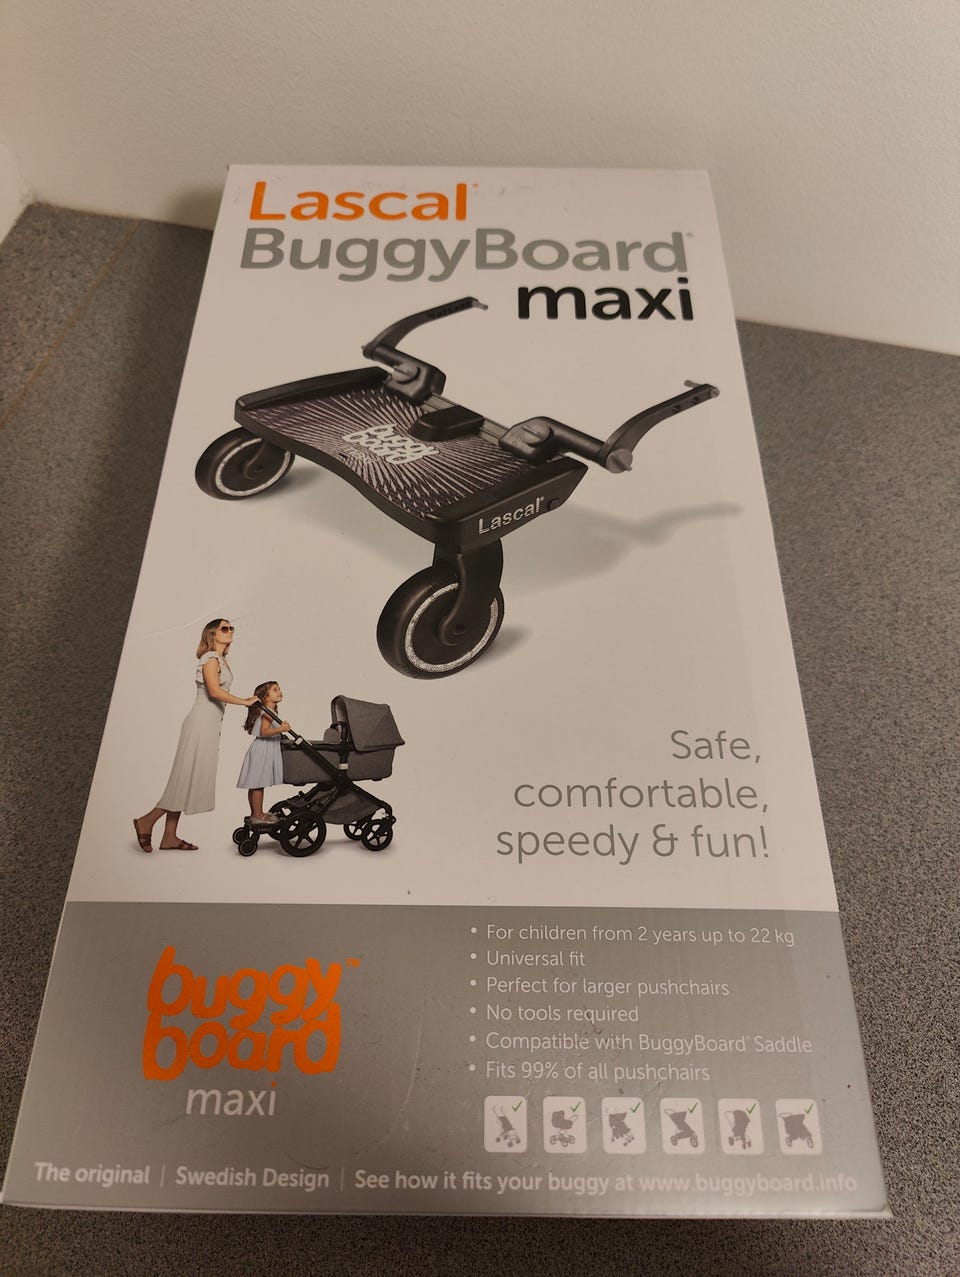 Lascal®
BuggyBoard®
maxi
buggy
board
Lascal®
Safe,
comfortable,
speedy & fun!
buggy™
board
maxi
• For children from 2 years up to 22 kg
• Universal fit
• Perfect for larger pushchairs
• No tools required
• Compatible with BuggyBoard® Saddle
• Fits 99% of all pushchairs
The original | Swedish Design | See how it fits your buggy at www.buggyboard.info